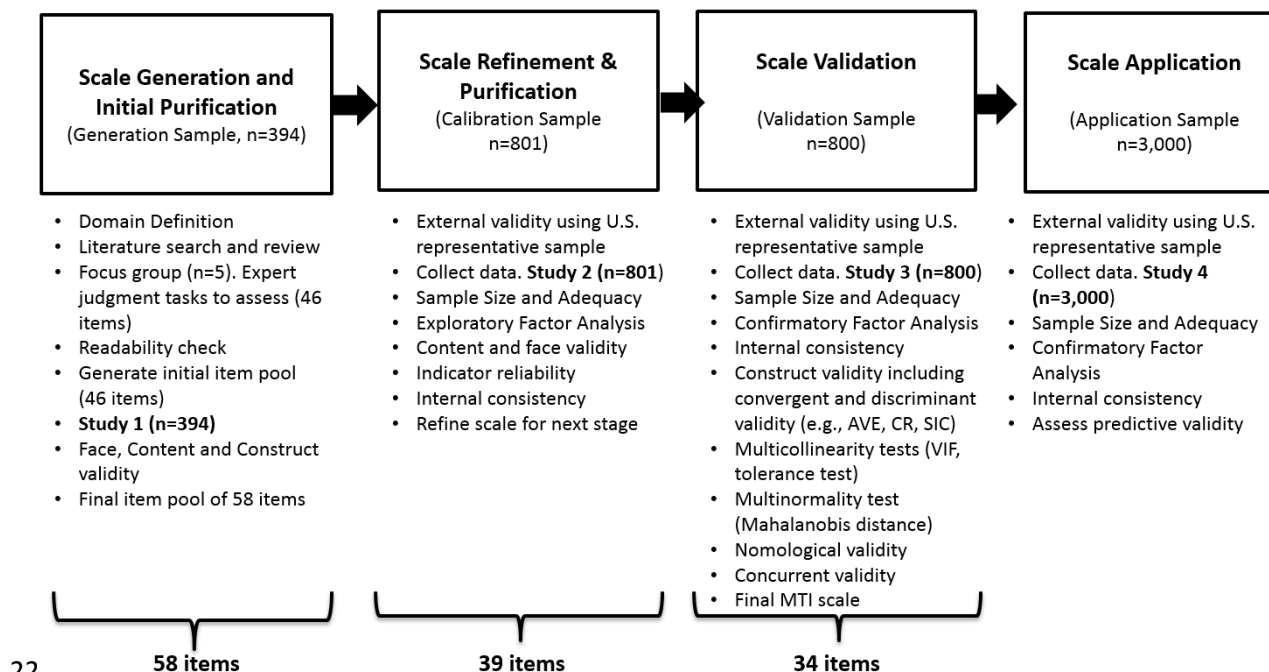 Scale Generation and
Initial Purification
(Generation Sample, n=394)
Scale Refinement &
Purification
(Calibration Sample
n=801)
Scale Validation
(Validation Sample
n=800)
Scale Application
(Application Sample
n=3,000)
• Domain Definition
• Literature search and review
• Focus group (n=5). Expert
judgment tasks to assess (46
items)
• Readability check
• Generate initial item pool
(46 items)
• Study 1 (n=394)
• Face, Content and Construct
validity
• Final item pool of 58 items
• External validity using U.S.
representative sample
• Collect data. Study 2 (n=801)
• Sample Size and Adequacy
• Exploratory Factor Analysis
• Content and face validity
• Indicator reliability
• Internal consistency
• Refine scale for next stage
• External validity using U.S.
representative sample
• Collect data. Study 3 (n=800)
• Sample Size and Adequacy
• Confirmatory Factor Analysis
• Internal consistency
• Construct validity including
convergent and discriminant
validity (e.g., AVE, CR, SIC)
• Multicollinearity tests (VIF,
tolerance test)
• Multinormality test
(Mahalanobis distance)
• Nomological validity
• Concurrent validity
• Final MTI scale
• External validity using U.S.
representative sample
• Collect data. Study 4
(n=3,000)
• Sample Size and Adequacy
• Confirmatory Factor
Analysis
• Internal consistency
• Assess predictive validity
22
58 items
39 items
34 items